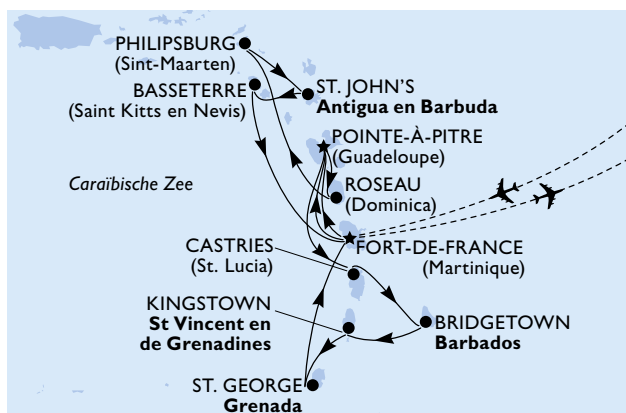 PHILIPSBURG
(Sint-Maarten)
BASSETERRE
(Saint Kitts en Nevis)
ST. JOHN'S
Antigua en Barbuda
POINTE-À-PITRE
(Guadeloupe)
Caraïbische Zee
ROSEAU
(Dominica)
CASTRIES
(St. Lucia)
FORT-DE-FRANCE
(Martinique)
KINGSTOWN
St Vincent en
de Grenadines
BRIDGETOWN
Barbados
ST. GEORGE
Grenada